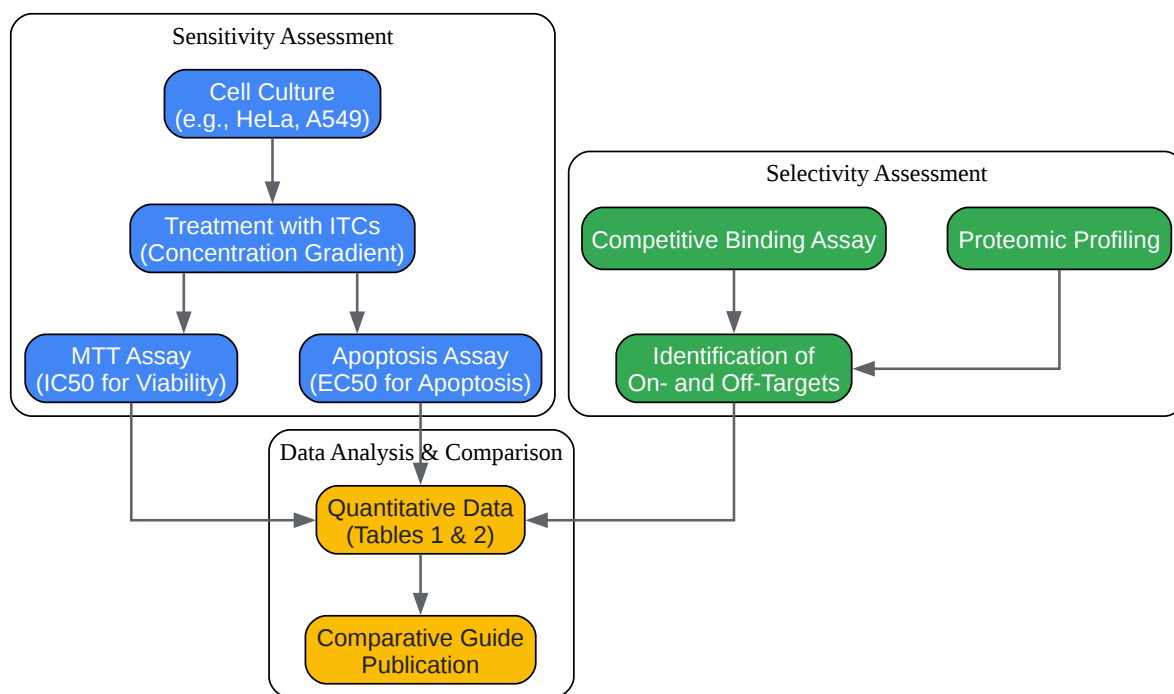 Sensitivity Assessment
Cell Culture
(e.g., HeLa, A549)
Treatment with ITCs
(Concentration Gradient)
MTT Assay
(IC50 for Viability)
Apoptosis Assay
(EC50 for Apoptosis)
Selectivity Assessment
Competitive Binding Assay
Proteomic Profiling
Identification of
On- and Off-Targets
Data Analysis & Comparison
Quantitative Data
(Tables 1 & 2)
Comparative Guide
Publication